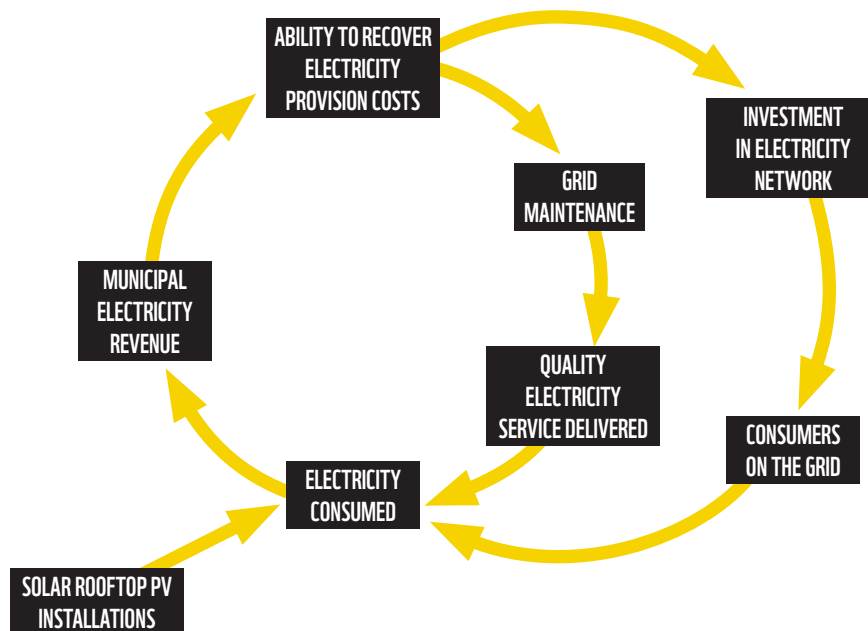 ABILITY TO RECOVER
ELECTRICITY
PROVISION COSTS
INVESTMENT
IN ELECTRICITY
NETWORK
GRID
MAINTENANCE
MUNICIPAL
ELECTRICITY
REVENUE
QUALITY
ELECTRICITY
SERVICE DELIVERED
CONSUMERS
ON THE GRID
ELECTRICITY
CONSUMED
SOLAR ROOFTOP PV
INSTALLATIONS